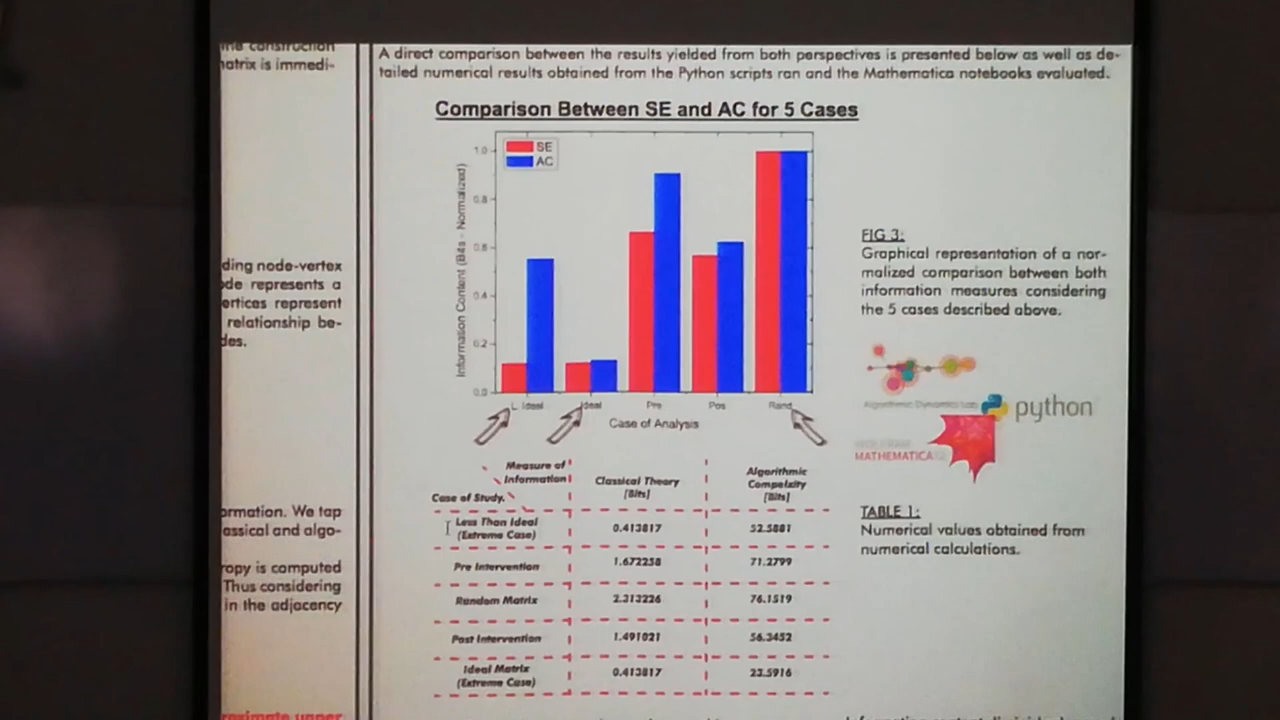 the construction
matrix is immedi-
ding node-vertex
de represents a
ertices represent
relationship be-
des.
ormation. We tap
assical and algo-
ropy is computed
Thus considering
in the adjacency
roximate upper
A direct comparison between the results yielded from both perspectives is presented below as well as de-
tailed numerical results obtained from the Python scripts ran and the Mathematica notebooks evaluated.
Comparison Between SE and AC for 5 Cases
SE
AC
Information Content (Bits - Normalized)
1.0
0.8
0.6
0.4
0.2
0.0
L. Ideal Ideal Pre Pos Rand
Case of Analysis
FIG 3:
Graphical representation of a nor-
malized comparison between both
information measures considering
the 5 cases described above.
Algorithmic Dynamics Lab
python
MATHEMATICA
Measure of
Information
Case of Study.
Classical Theory
[Bits]
Algorithmic
Compelxity
[Bits]
Less Than Ideal
(Extreme Case)
0.413817 52.5881
Pre Intervention 1.672258 71.2799
Random Matrix 2.313226 76.1519
Post Intervention 1.491021 56.3452
Ideal Matrix
(Extreme Case)
0.413817 23.5916
TABLE 1:
Numerical values obtained from
numerical calculations.